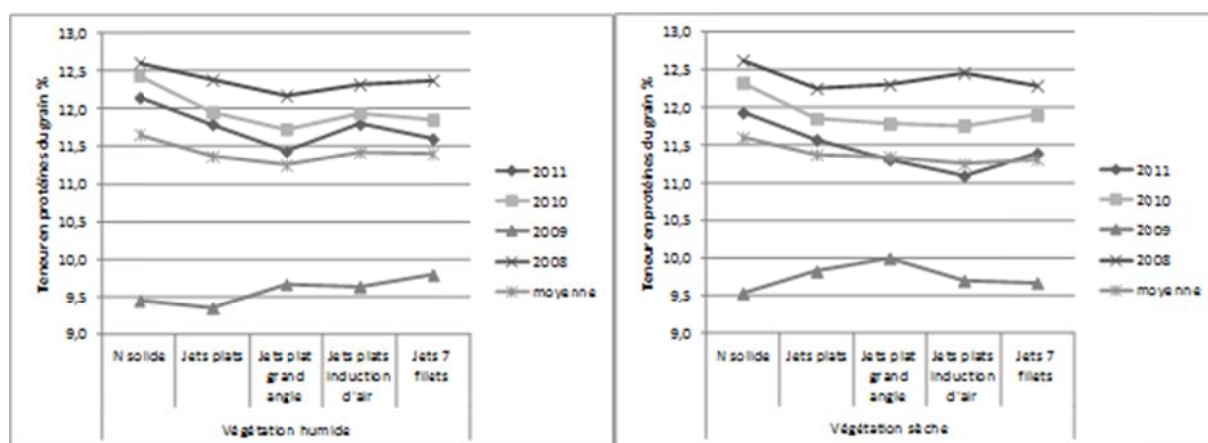 13,0
12,5
12,0
11,5
11,0
10,5
10,0
9,5
9,0
Teneur en protéines du grain %
N solide
Jets plats
Jets plat
grand
angle
Jets plats
induction
d'air
Jets 7
filets
Végétation humide
2011
2010
2009
2008
moyenne
13,0
12,5
12,0
11,5
11,0
10,5
10,0
9,5
9,0
Teneur en protéines du grain %
N solide
Jets plats
Jets plat
grand
angle
Jets plats
induction
d'air
Jets 7
filets
Végétation sèche
2011
2010
2009
2008
moyenne